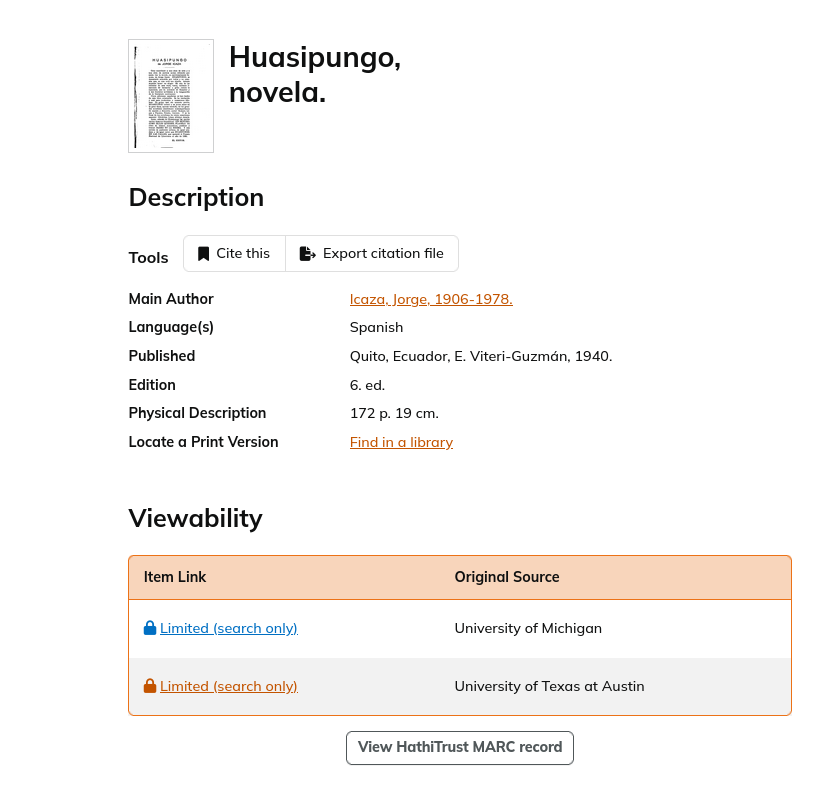 HUASIPUNGO
Huasipungo,
novela.
Description
Tools
Cite this
Export citation file
Main Author Icaza, Jorge, 1906-1978.
Language(s) Spanish
Published Quito, Ecuador, E. Viteri-Guzmán, 1940.
Edition 6. ed.
Physical Description 172 p. 19 cm.
Locate a Print Version Find in a library
Viewability
Item Link Original Source
Limited (search only) University of Michigan
Limited (search only) University of Texas at Austin
View HathiTrust MARC record